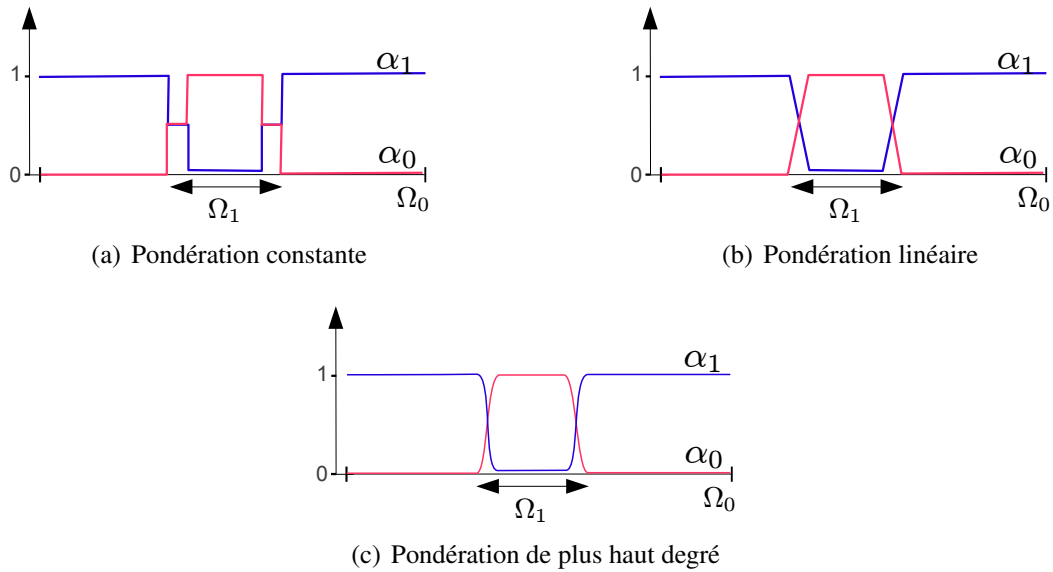 α₁
1
α₀
0
Ω₁
Ω₀
(a) Pondération constante
α₁
1
α₀
0
Ω₁
Ω₀
(b) Pondération linéaire
α₁
1
α₀
0
Ω₁
Ω₀
(c) Pondération de plus haut degré